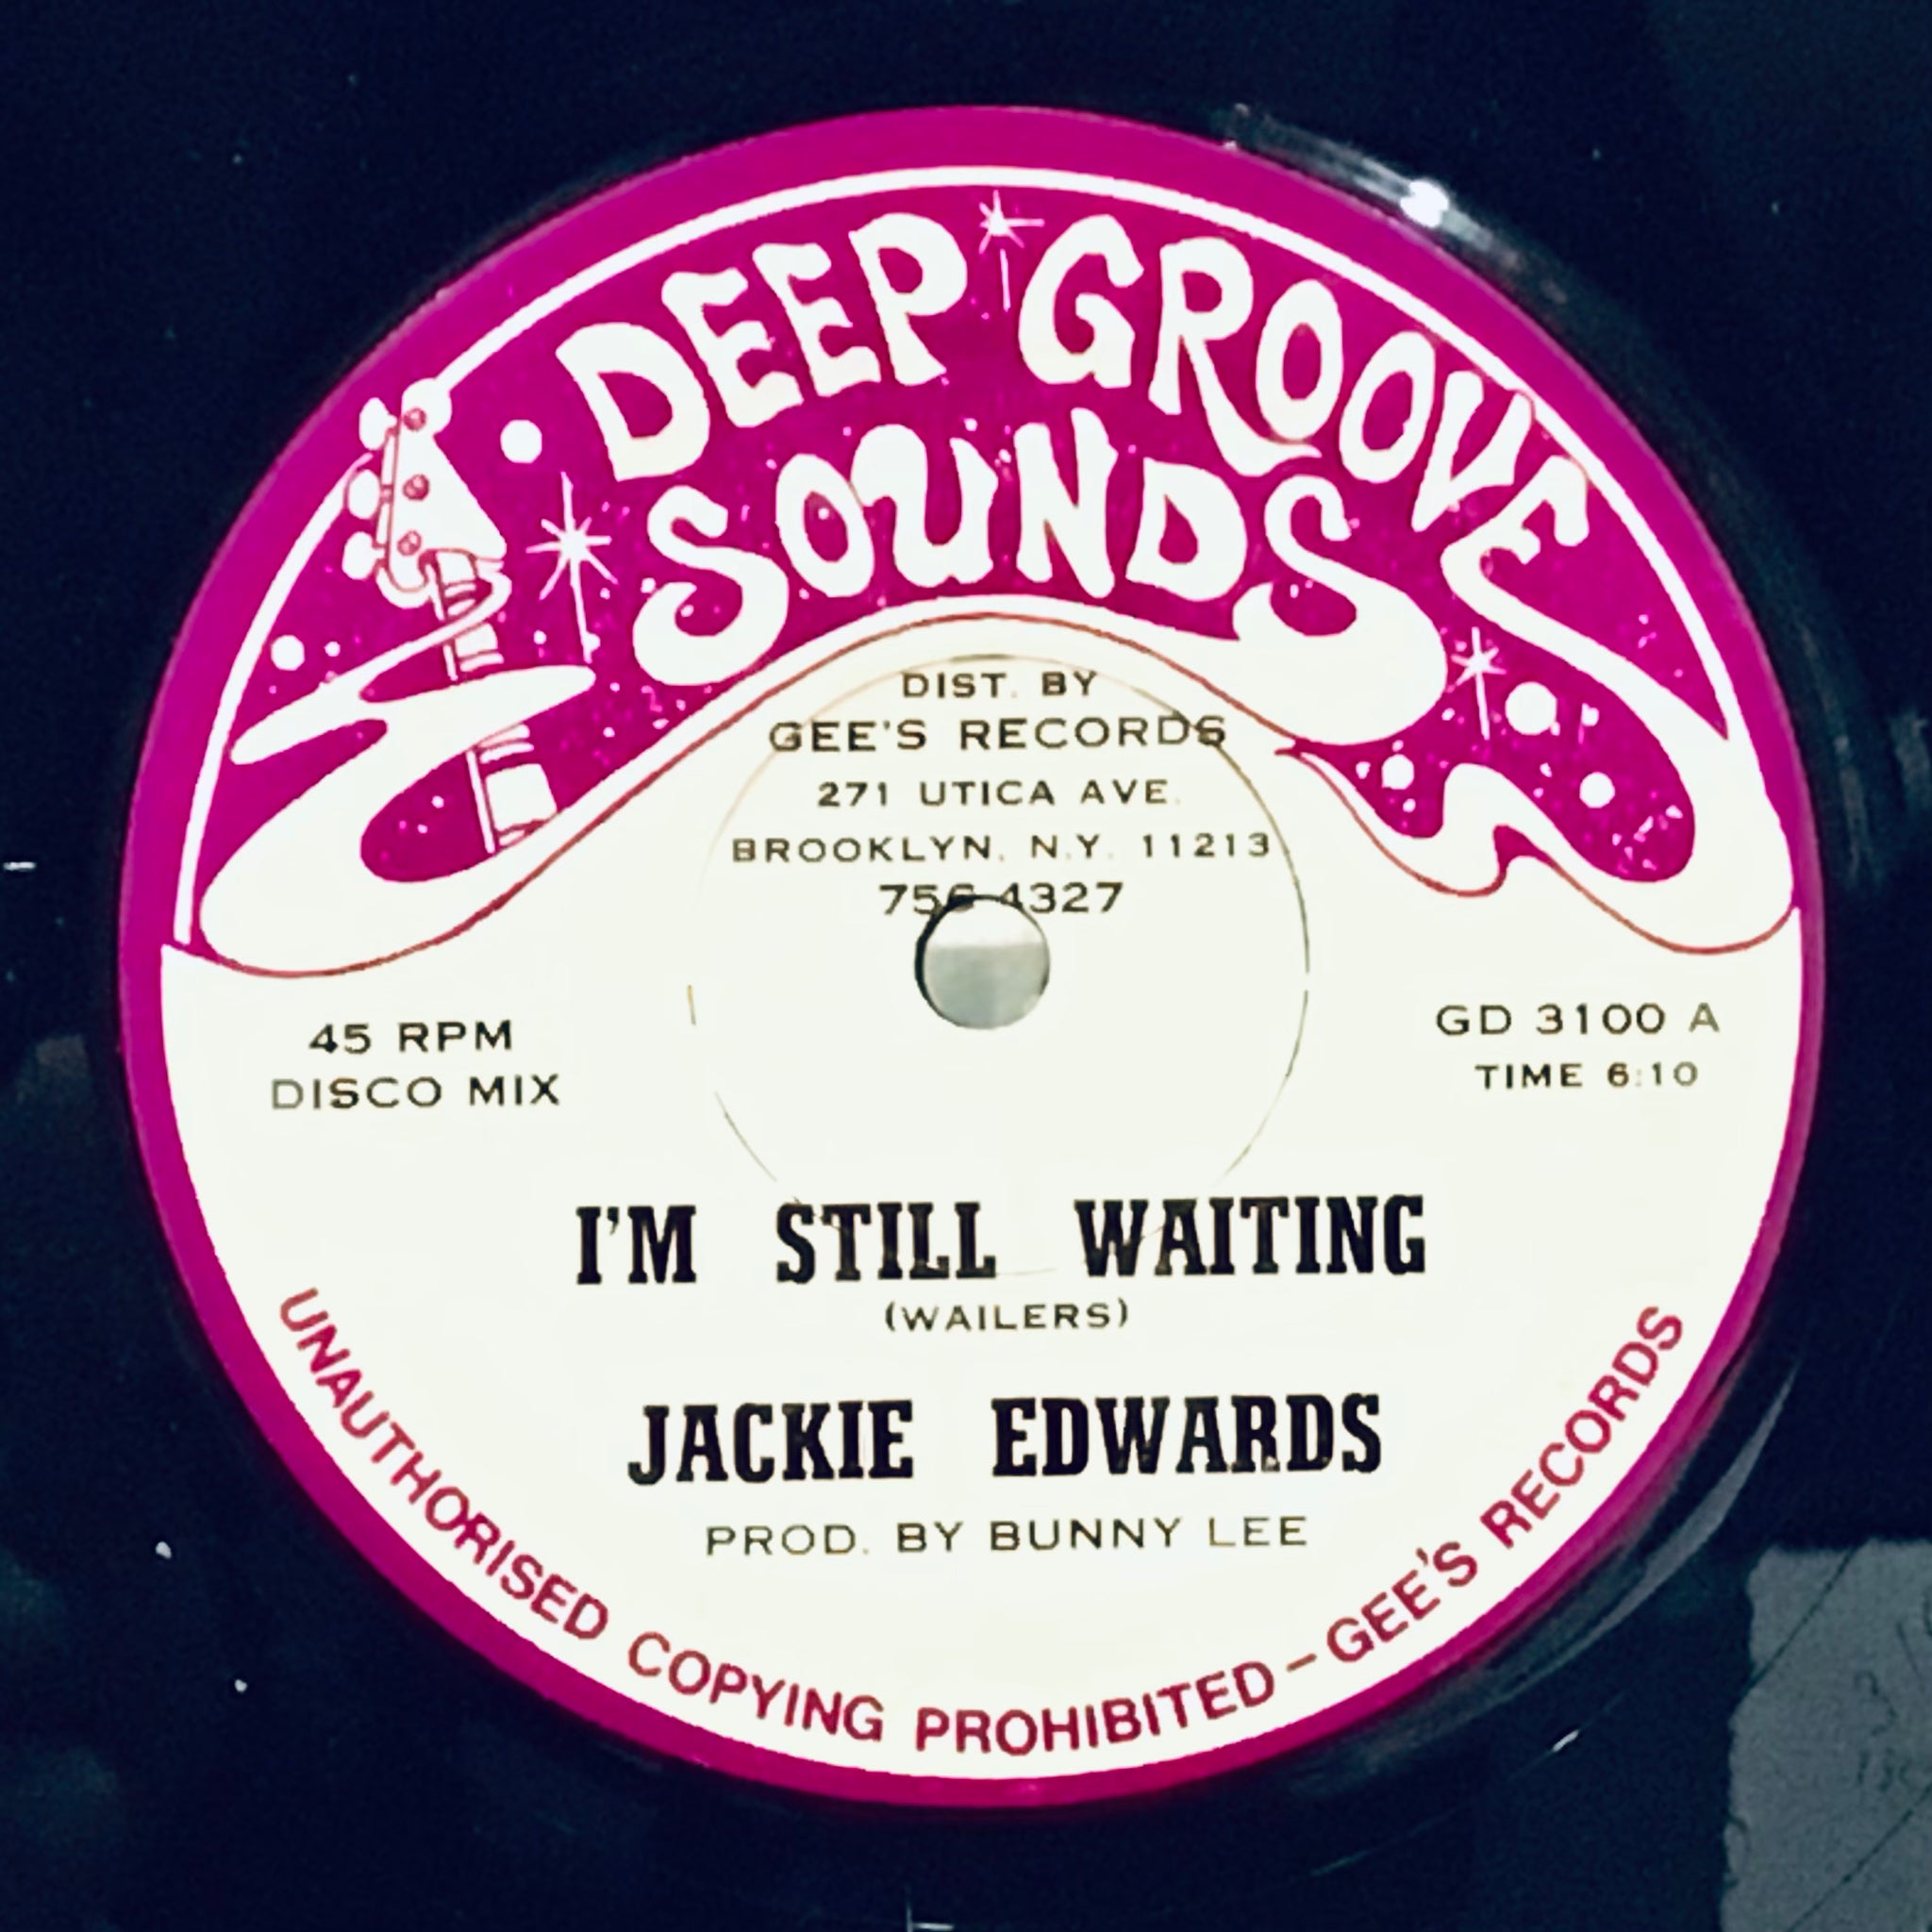 DEEP GROOVE
SOUNDS
DIST. BY
GEE'S RECORDS
271 UTICA AVE.
BROOKLYN, N.Y. 11213
756-4327
45 RPM
DISCO MIX
GD 3100 A
TIME 6:10
I'M STILL WAITING
(WAILERS)
JACKIE EDWARDS
PROD. BY BUNNY LEE
UNAUTHORISED COPYING PROHIBITED – GEE'S RECORDS